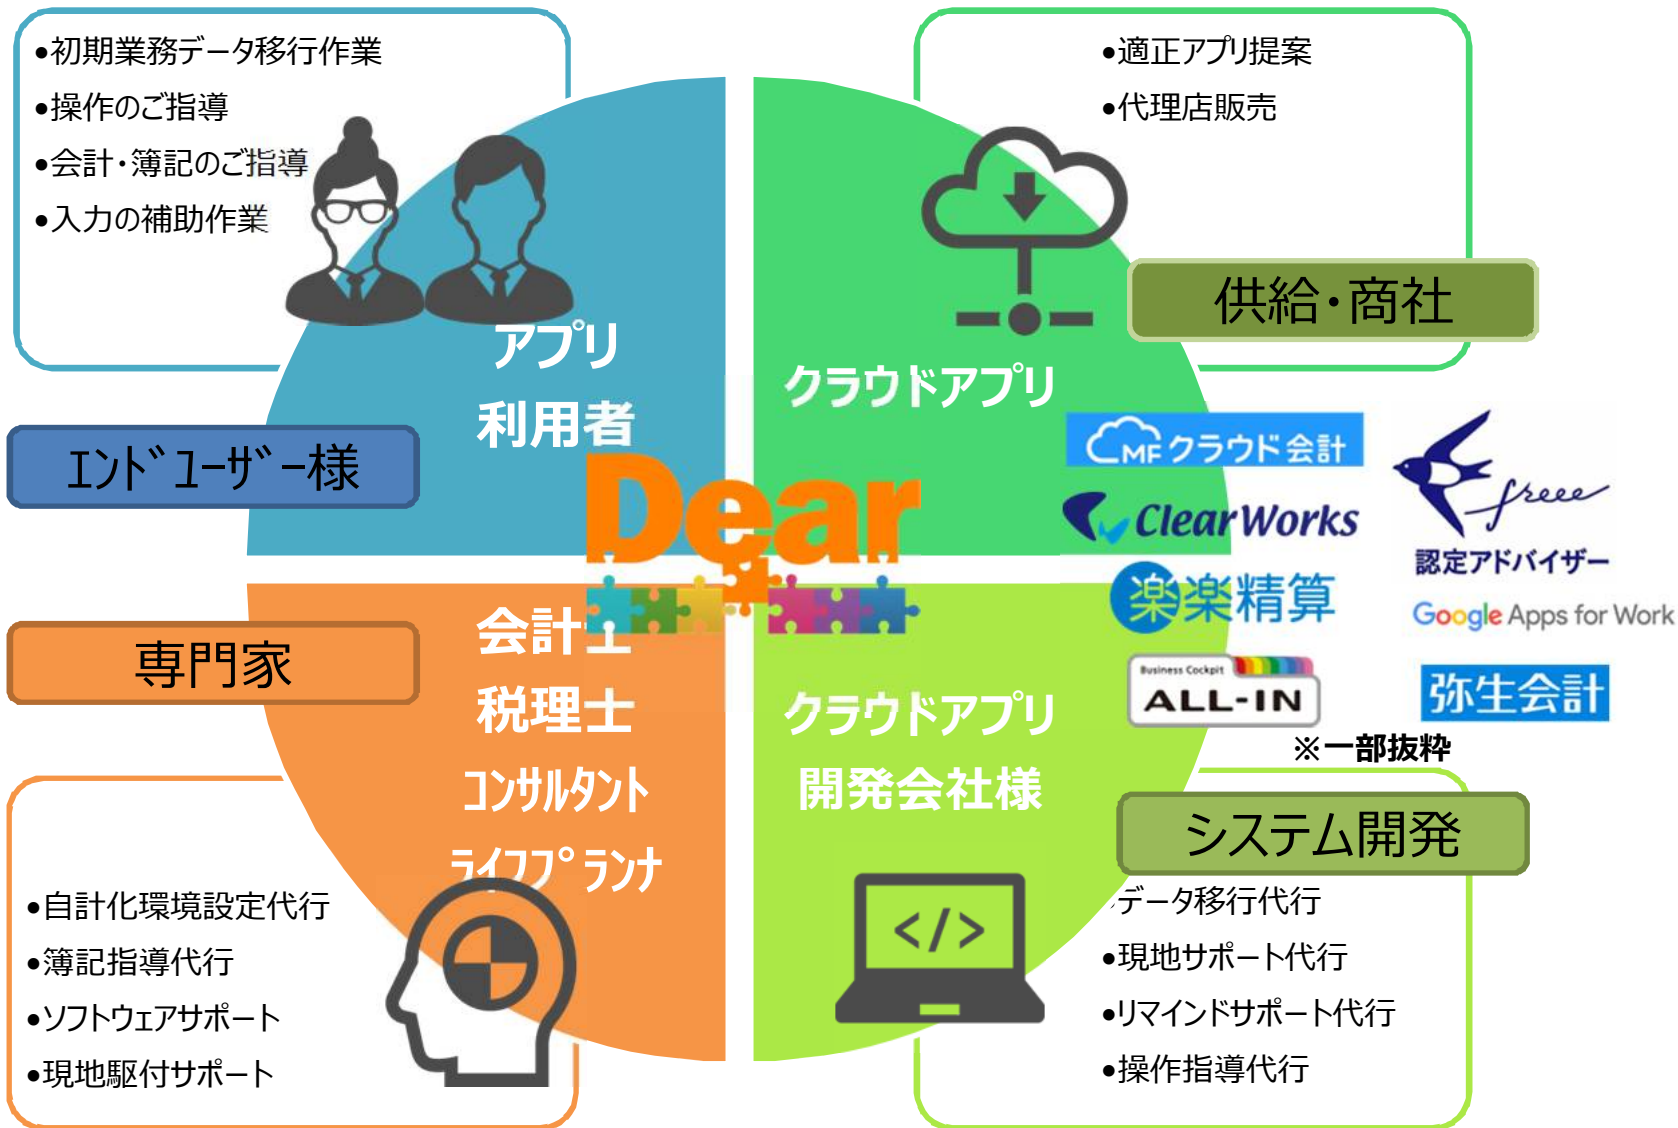 •初期業務データ移行作業
•操作のご指導
•会計・簿記のご指導
•入力の補助作業
アプリ
利用者
エンドユーザー様
•適正アプリ提案
•代理店販売
供給・商社
クラウドアプリ
Dear
MFクラウド会計
ClearWorks
楽楽精算
Business Cockpit
ALL-IN
freee
認定アドバイザー
Google Apps for Work
弥生会計
※一部抜粋
専門家
会計士
税理士
コンサルタント
ライフプランナ
•自計化環境設定代行
•簿記指導代行
•ソフトウェアサポート
•現地駆付サポート
クラウドアプリ
開発会社様
システム開発
</>
•データ移行代行
•現地サポート代行
•リマインドサポート代行
•操作指導代行